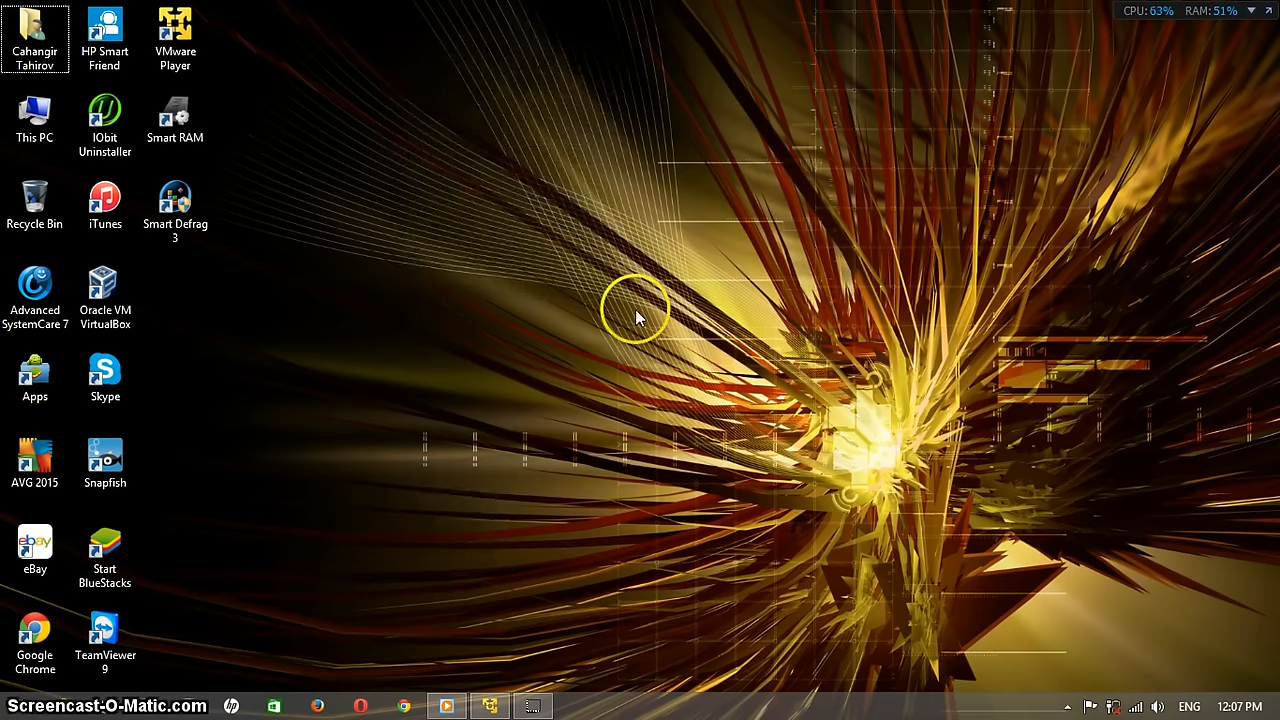 CPU:63% RAM:51%
Cahangir
Tahirov
HP Smart
Friend
VMware
Player
This PC
IObit
Uninstaller
Smart RAM
Recycle Bin
iTunes
Smart Defrag
3
Advanced
SystemCare 7
Oracle VM
VirtualBox
Apps
Skype
AVG 2015
Snapfish
ebay
eBay
Start
BlueStacks
Google
Chrome
TeamViewer
9
Screencast-O-Matic.com
hp
ENG
12:07 PM